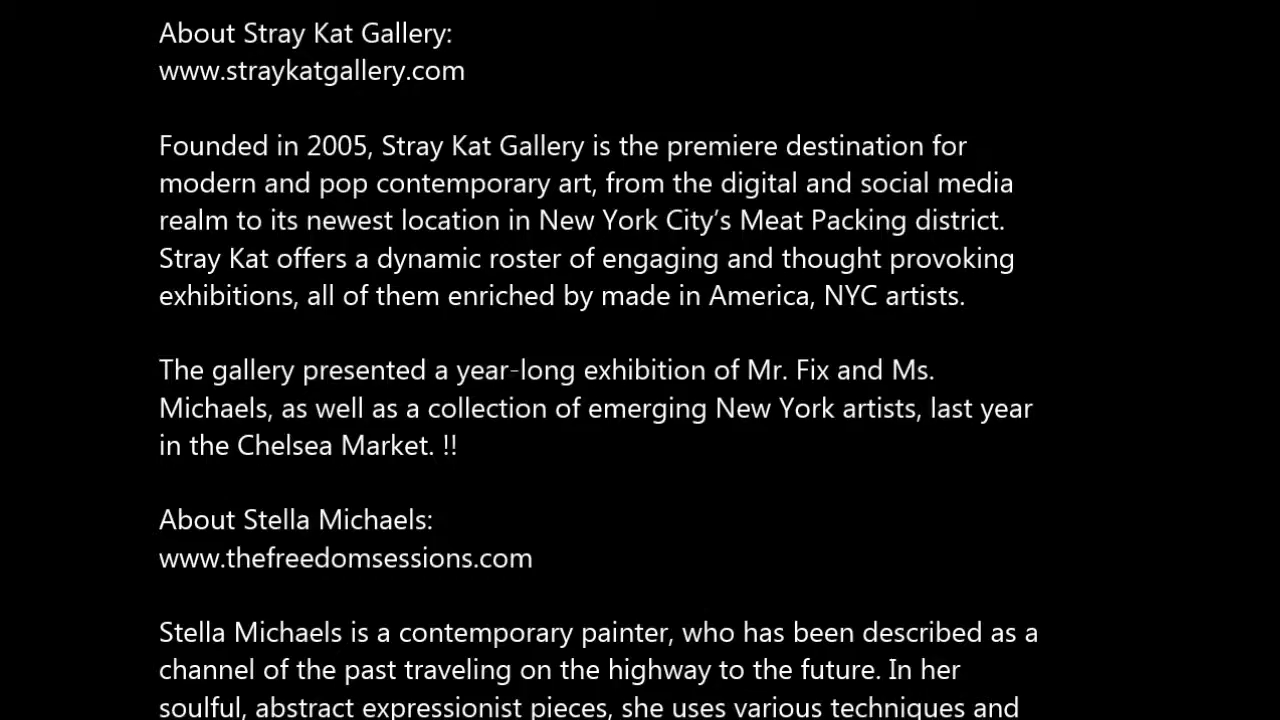 About Stray Kat Gallery:
www.straykatgallery.com
Founded in 2005, Stray Kat Gallery is the premiere destination for
modern and pop contemporary art, from the digital and social media
realm to its newest location in New York City’s Meat Packing district.
Stray Kat offers a dynamic roster of engaging and thought provoking
exhibitions, all of them enriched by made in America, NYC artists.
The gallery presented a year-long exhibition of Mr. Fix and Ms.
Michaels, as well as a collection of emerging New York artists, last year
in the Chelsea Market. !!
About Stella Michaels:
www.thefreedomsessions.com
Stella Michaels is a contemporary painter, who has been described as a
channel of the past traveling on the highway to the future. In her
soulful, abstract expressionist pieces, she uses various techniques and